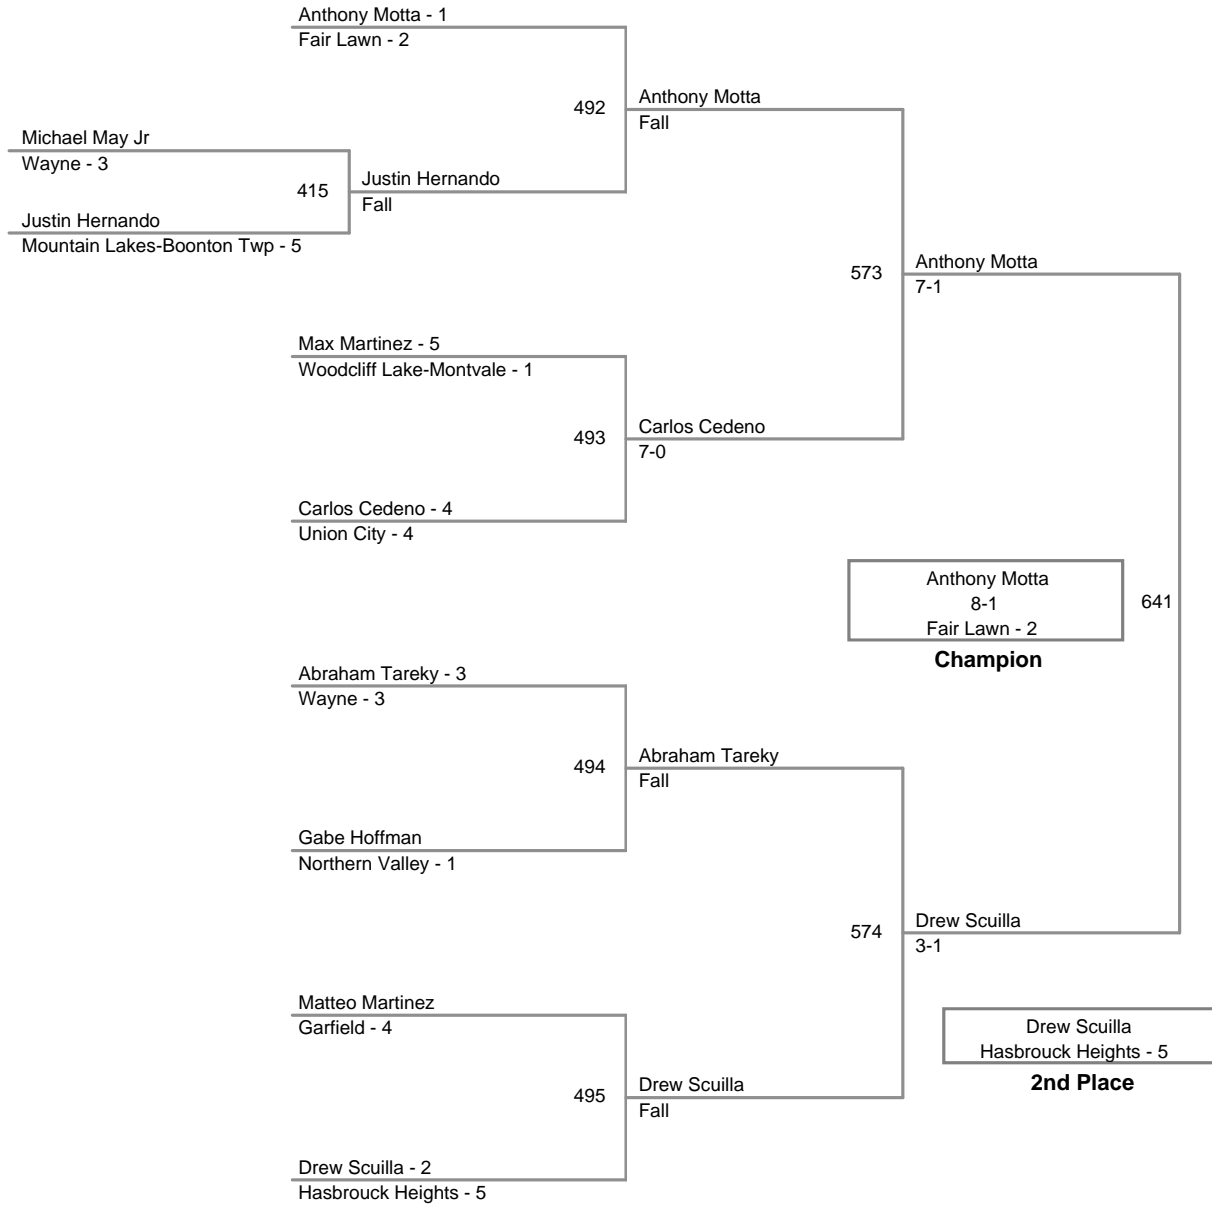 Anthony Motta - 1
Fair Lawn - 2
492
Anthony Motta
Fall
Michael May Jr
Wayne - 3
415
Justin Hernando
Fall
Justin Hernando
Mountain Lakes-Boonton Twp - 5
573
Anthony Motta
7-1
Max Martinez - 5
Woodcliff Lake-Montvale - 1
493
Carlos Cedeno
7-0
Carlos Cedeno - 4
Union City - 4
Anthony Motta
8-1
Fair Lawn - 2
Champion
641
Abraham Tareky - 3
Wayne - 3
494
Abraham Tareky
Fall
Gabe Hoffman
Northern Valley - 1
574
Drew Scuilla
3-1
Matteo Martinez
Garfield - 4
Drew Scuilla
Hasbrouck Heights - 5
2nd Place
495
Drew Scuilla
Fall
Drew Scuilla - 2
Hasbrouck Heights - 5